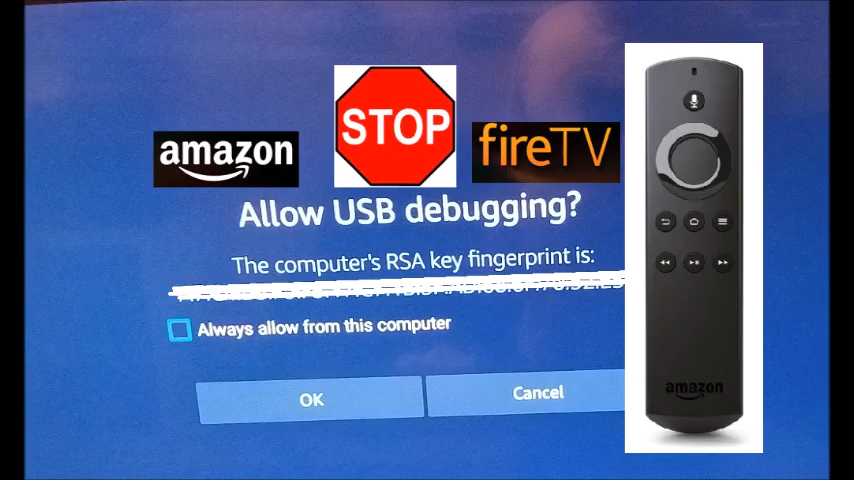 STOP
amazon
fireTV
Allow USB debugging?
The computer's RSA key fingerprint is:
Always allow from this computer
OK
Cancel
amazon